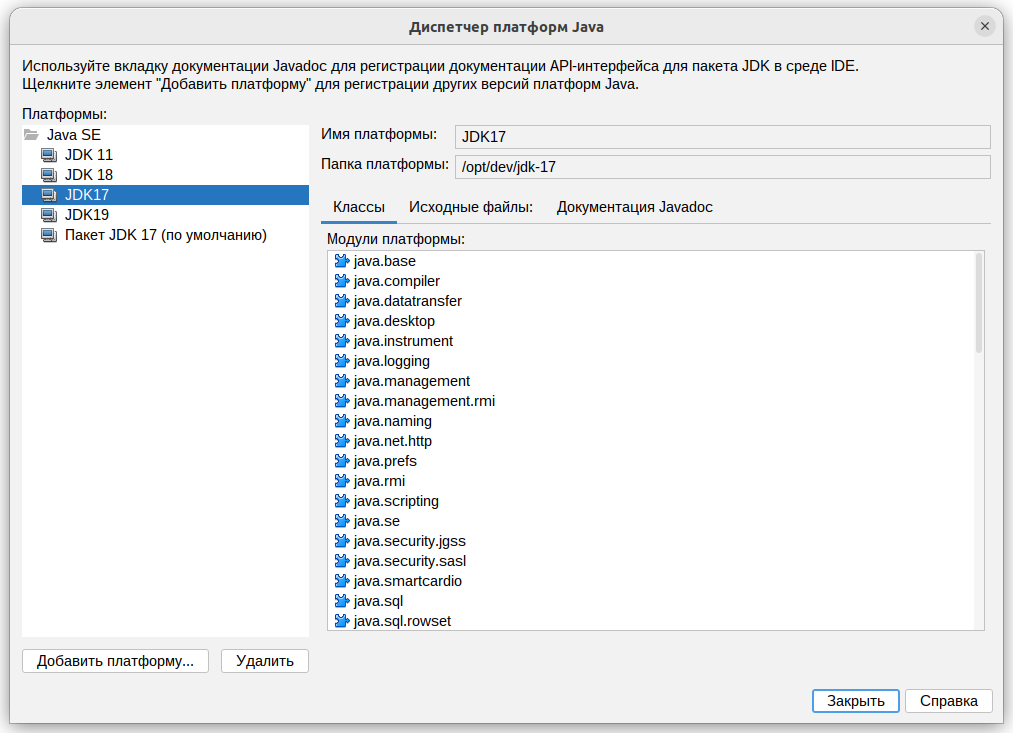 Диспетчер платформ Java
Используйте вкладку документации Javadoc для регистрации документации API-интерфейса для пакета JDK в среде IDE.
Щелкните элемент "Добавить платформу" для регистрации других версий платформ Java.
Платформы:
Java SE
JDK 11
JDK 18
JDK17
JDK19
Пакет JDK 17 (по умолчанию)
Имя платформы: JDK17
Папка платформы: /opt/dev/jdk-17
Классы Исходные файлы: Документация Javadoc
Модули платформы:
java.base
java.compiler
java.datatransfer
java.desktop
java.instrument
java.logging
java.management
java.management.rmi
java.naming
java.net.http
java.prefs
java.rmi
java.scripting
java.se
java.security.jgss
java.security.sasl
java.smartcardio
java.sql
java.sql.rowset
Добавить платформу... Удалить
Закрыть Справка